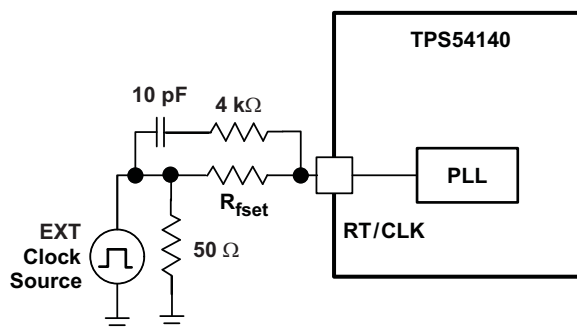 TPS54140
10 pF
4 kΩ
PLL
Rfset
RT/CLK
EXT
Clock
Source
50 Ω